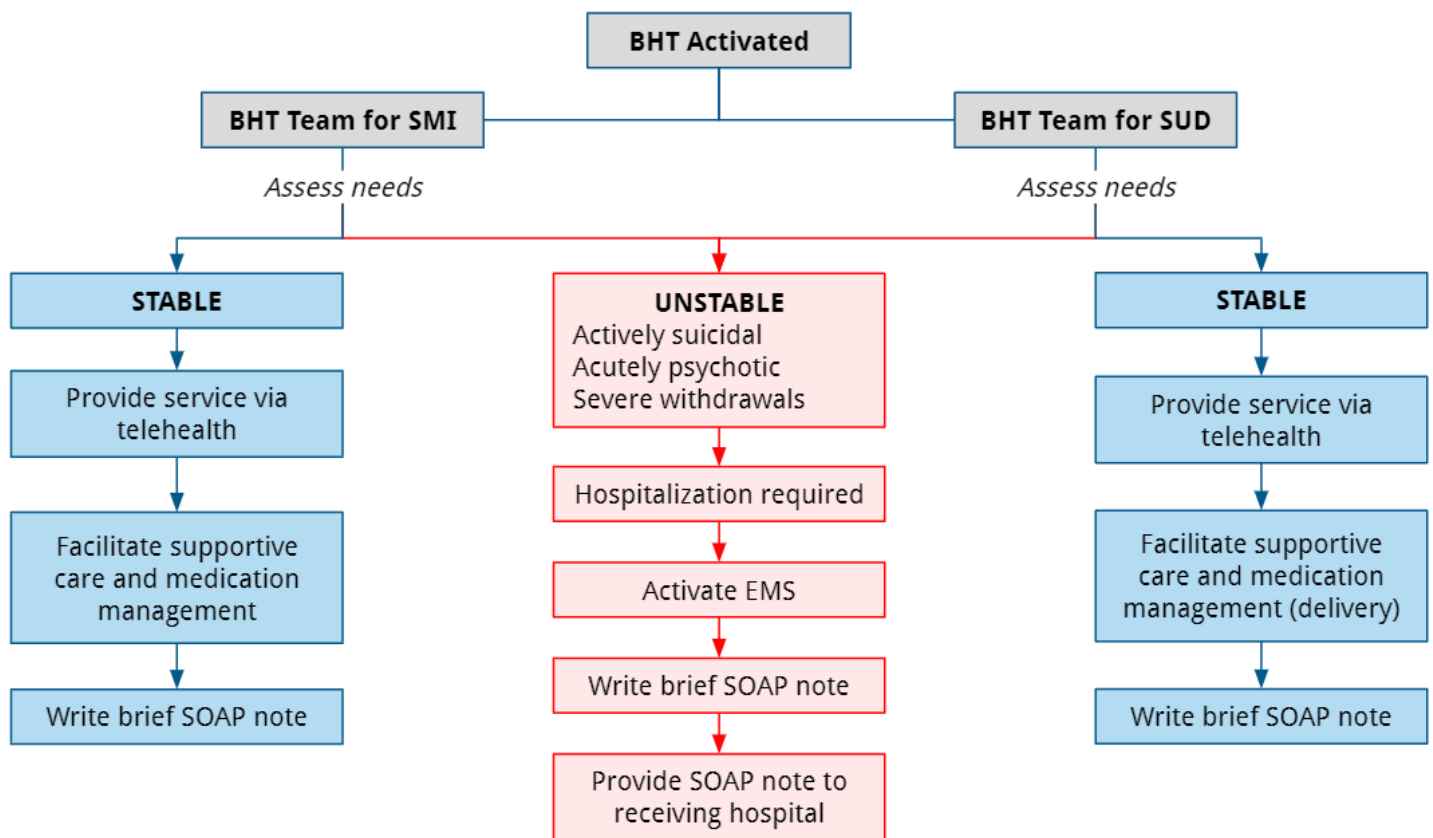 BHT Activated
BHT Team for SMI
BHT Team for SUD
Assess needs
Assess needs
STABLE
Provide service via
telehealth
Facilitate supportive
care and medication
management
Write brief SOAP note
UNSTABLE
Actively suicidal
Acutely psychotic
Severe withdrawals
Hospitalization required
Activate EMS
Write brief SOAP note
Provide SOAP note to
receiving hospital
STABLE
Provide service via
telehealth
Facilitate supportive
care and medication
management (delivery)
Write brief SOAP note